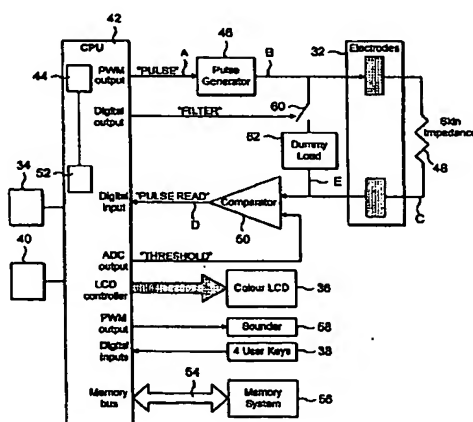 42
CPU
44
PWM output
"PULSE"
A
46
Pulse Generator
B
32
Electrodes
Digital output
"FILTER"
60
62
Dummy Load
Skin Impedance
48
52
E
34
Digital input
"PULSE READ"
D
Comparator
50
C
40
ADC output
"THRESHOLD"
LCD controller
Colour LCD
36
PWM output
Sounder
58
Digital inputs
4 User Keys
38
Memory bus
54
Memory System
56